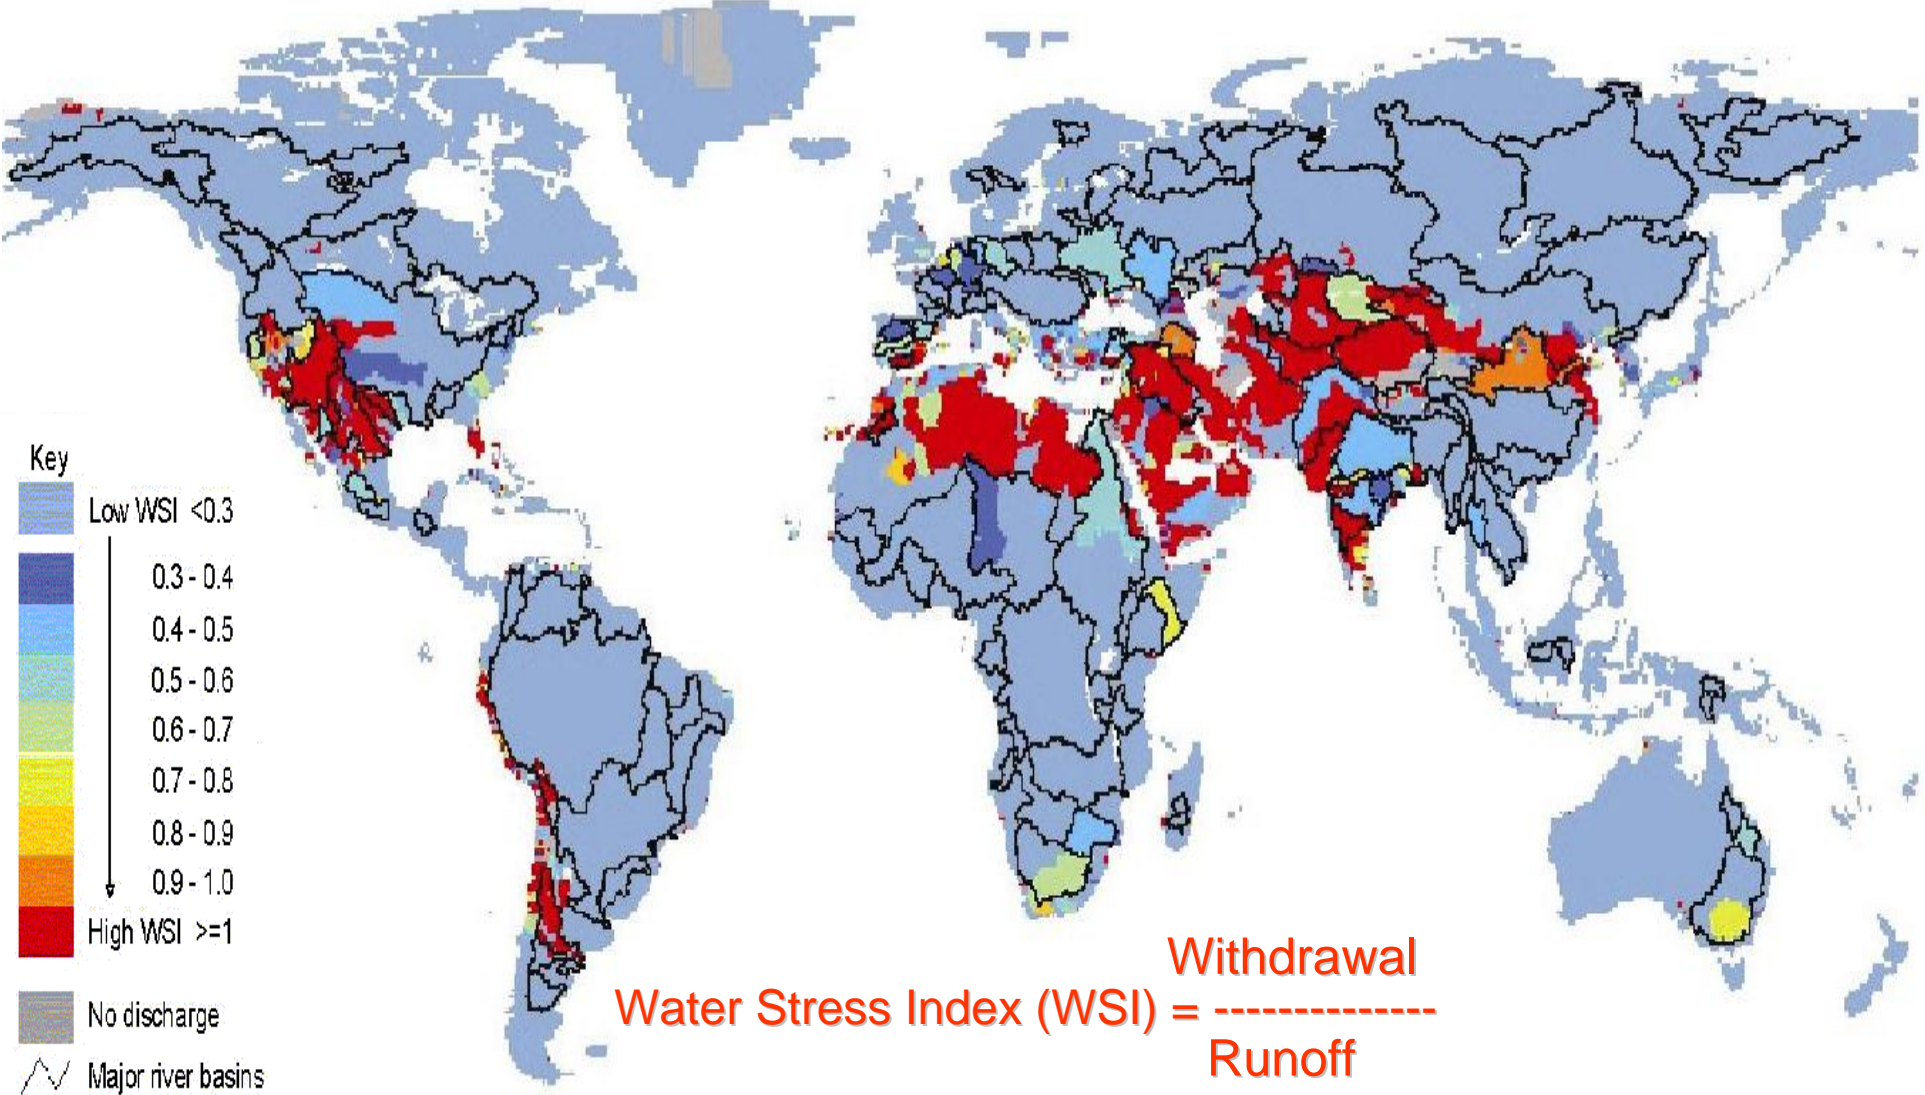 Key
Low WSI <0.3
0.3 - 0.4
0.4 - 0.5
0.5 - 0.6
0.6 - 0.7
0.7 - 0.8
0.8 - 0.9
0.9 - 1.0
High WSI >=1
No discharge
Major river basins
Withdrawal
Water Stress Index (WSI) = --------------
Runoff